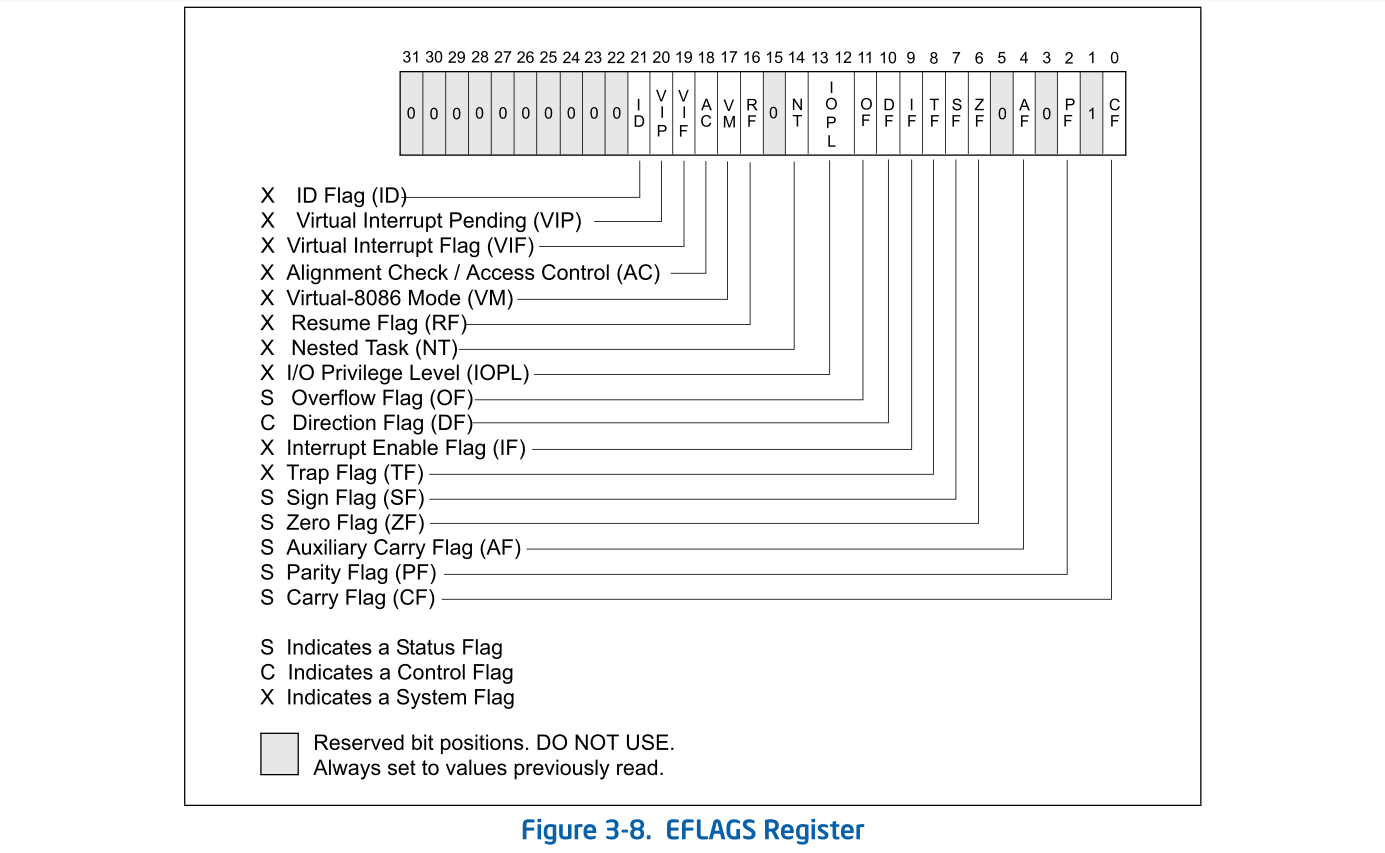 31 30 29 28 27 26 25 24 23 22 21 20 19 18 17 16 15 14 13 12 11 10 9 8 7 6 5 4 3 2 1 0
0 0 0 0 0 0 0 0 0 0 ID VIP VIF AC VM RF 0 NT IOPL OF DF IF TF SF ZF 0 AF 0 PF 1 CF
X ID Flag (ID)
X Virtual Interrupt Pending (VIP)
X Virtual Interrupt Flag (VIF)
X Alignment Check / Access Control (AC)
X Virtual-8086 Mode (VM)
X Resume Flag (RF)
X Nested Task (NT)
X I/O Privilege Level (IOPL)
S Overflow Flag (OF)
C Direction Flag (DF)
X Interrupt Enable Flag (IF)
X Trap Flag (TF)
S Sign Flag (SF)
S Zero Flag (ZF)
S Auxiliary Carry Flag (AF)
S Parity Flag (PF)
S Carry Flag (CF)
S Indicates a Status Flag
C Indicates a Control Flag
X Indicates a System Flag
Reserved bit positions. DO NOT USE.
Always set to values previously read.
Figure 3-8. EFLAGS Register